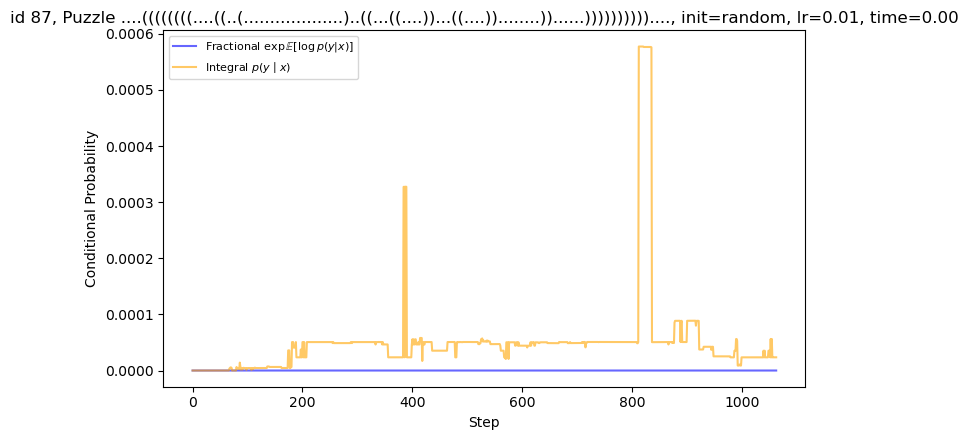 id 87, Puzzle ....((((((((....((..(....................)..((...((....))...((....))........))......))))))))))...., init=random, lr=0.01, time=0.00
0.0006
Fractional exp𝔼[log p(y|x)]
Integral p(y | x)
0.0005
0.0004
0.0003
0.0002
0.0001
0.0000
Conditional Probability
0 200 400 600 800 1000
Step